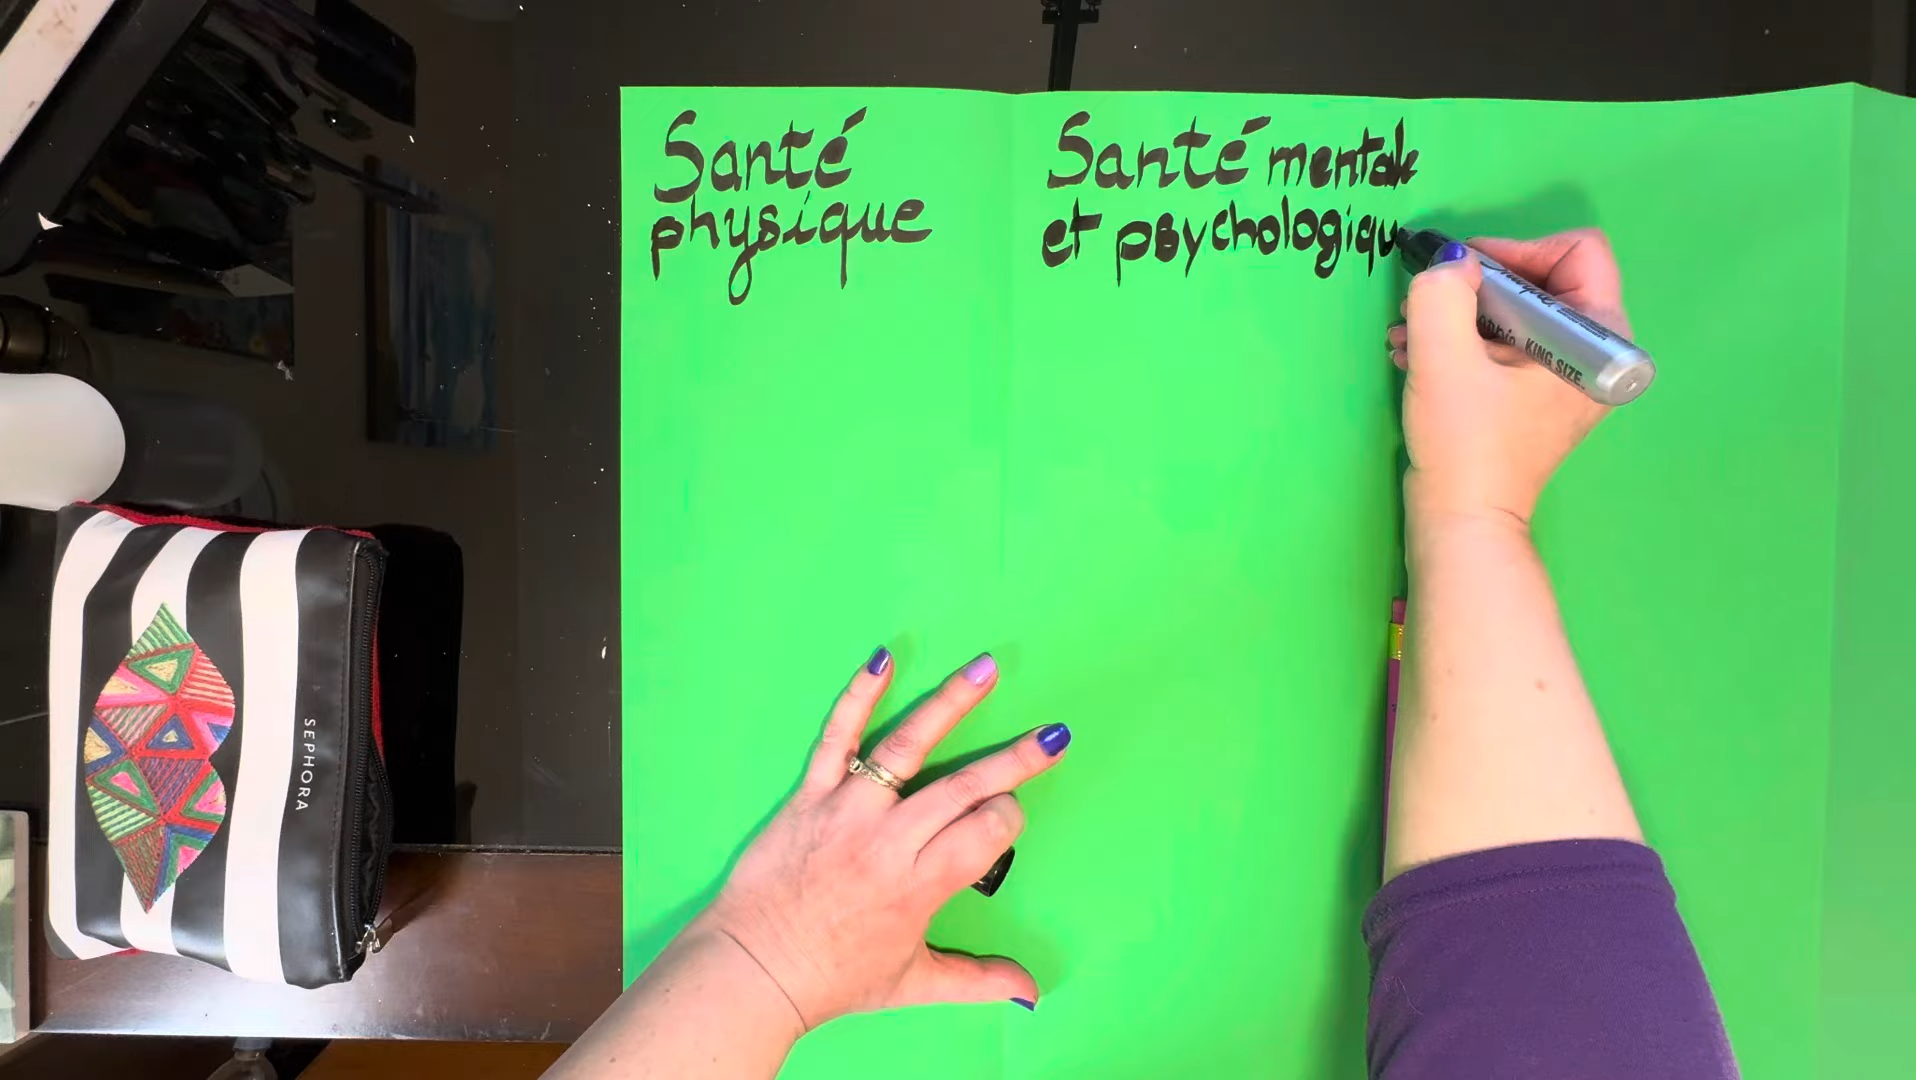 Santé
physique
Santé mentale
et psychologiqu
KING SIZE
SEPHORA